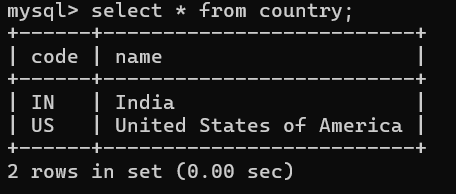 mysql> select * from country;
+------+--------------------------+
| code | name                     |
+------+--------------------------+
| IN   | India                    |
| US   | United States of America |
+------+--------------------------+
2 rows in set (0.00 sec)